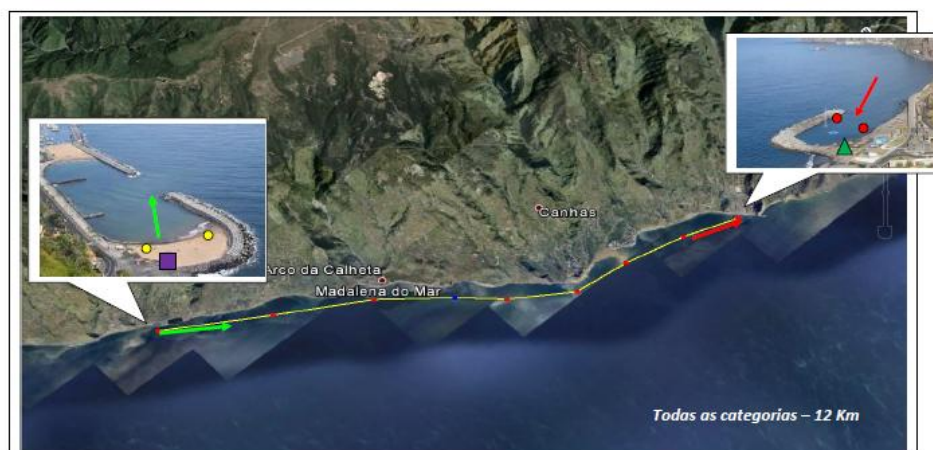 Canhas
Arco da Calheta
Madalena do Mar
Todas as categorias – 12 Km